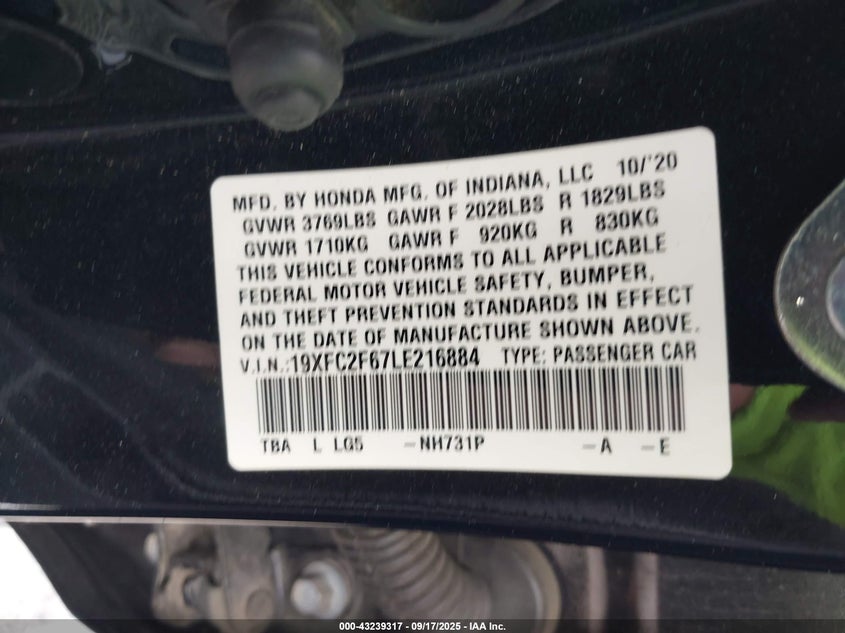 MFD. BY HONDA MFG. OF INDIANA, LLC 10/'20
GVWR 3769LBS GAWR F 2028LBS R 1829LBS
GVWR 1710KG GAWR F 920KG R 830KG
THIS VEHICLE CONFORMS TO ALL APPLICABLE
FEDERAL MOTOR VEHICLE SAFETY, BUMPER,
AND THEFT PREVENTION STANDARDS IN EFFECT
ON THE DATE OF MANUFACTURE SHOWN ABOVE.
V.I.N.:19XFC2F67LE216884 TYPE: PASSENGER CAR
TBA L LG5 -NH731P -A -E
000-43239317 - 09/17/2025 - IAA Inc.